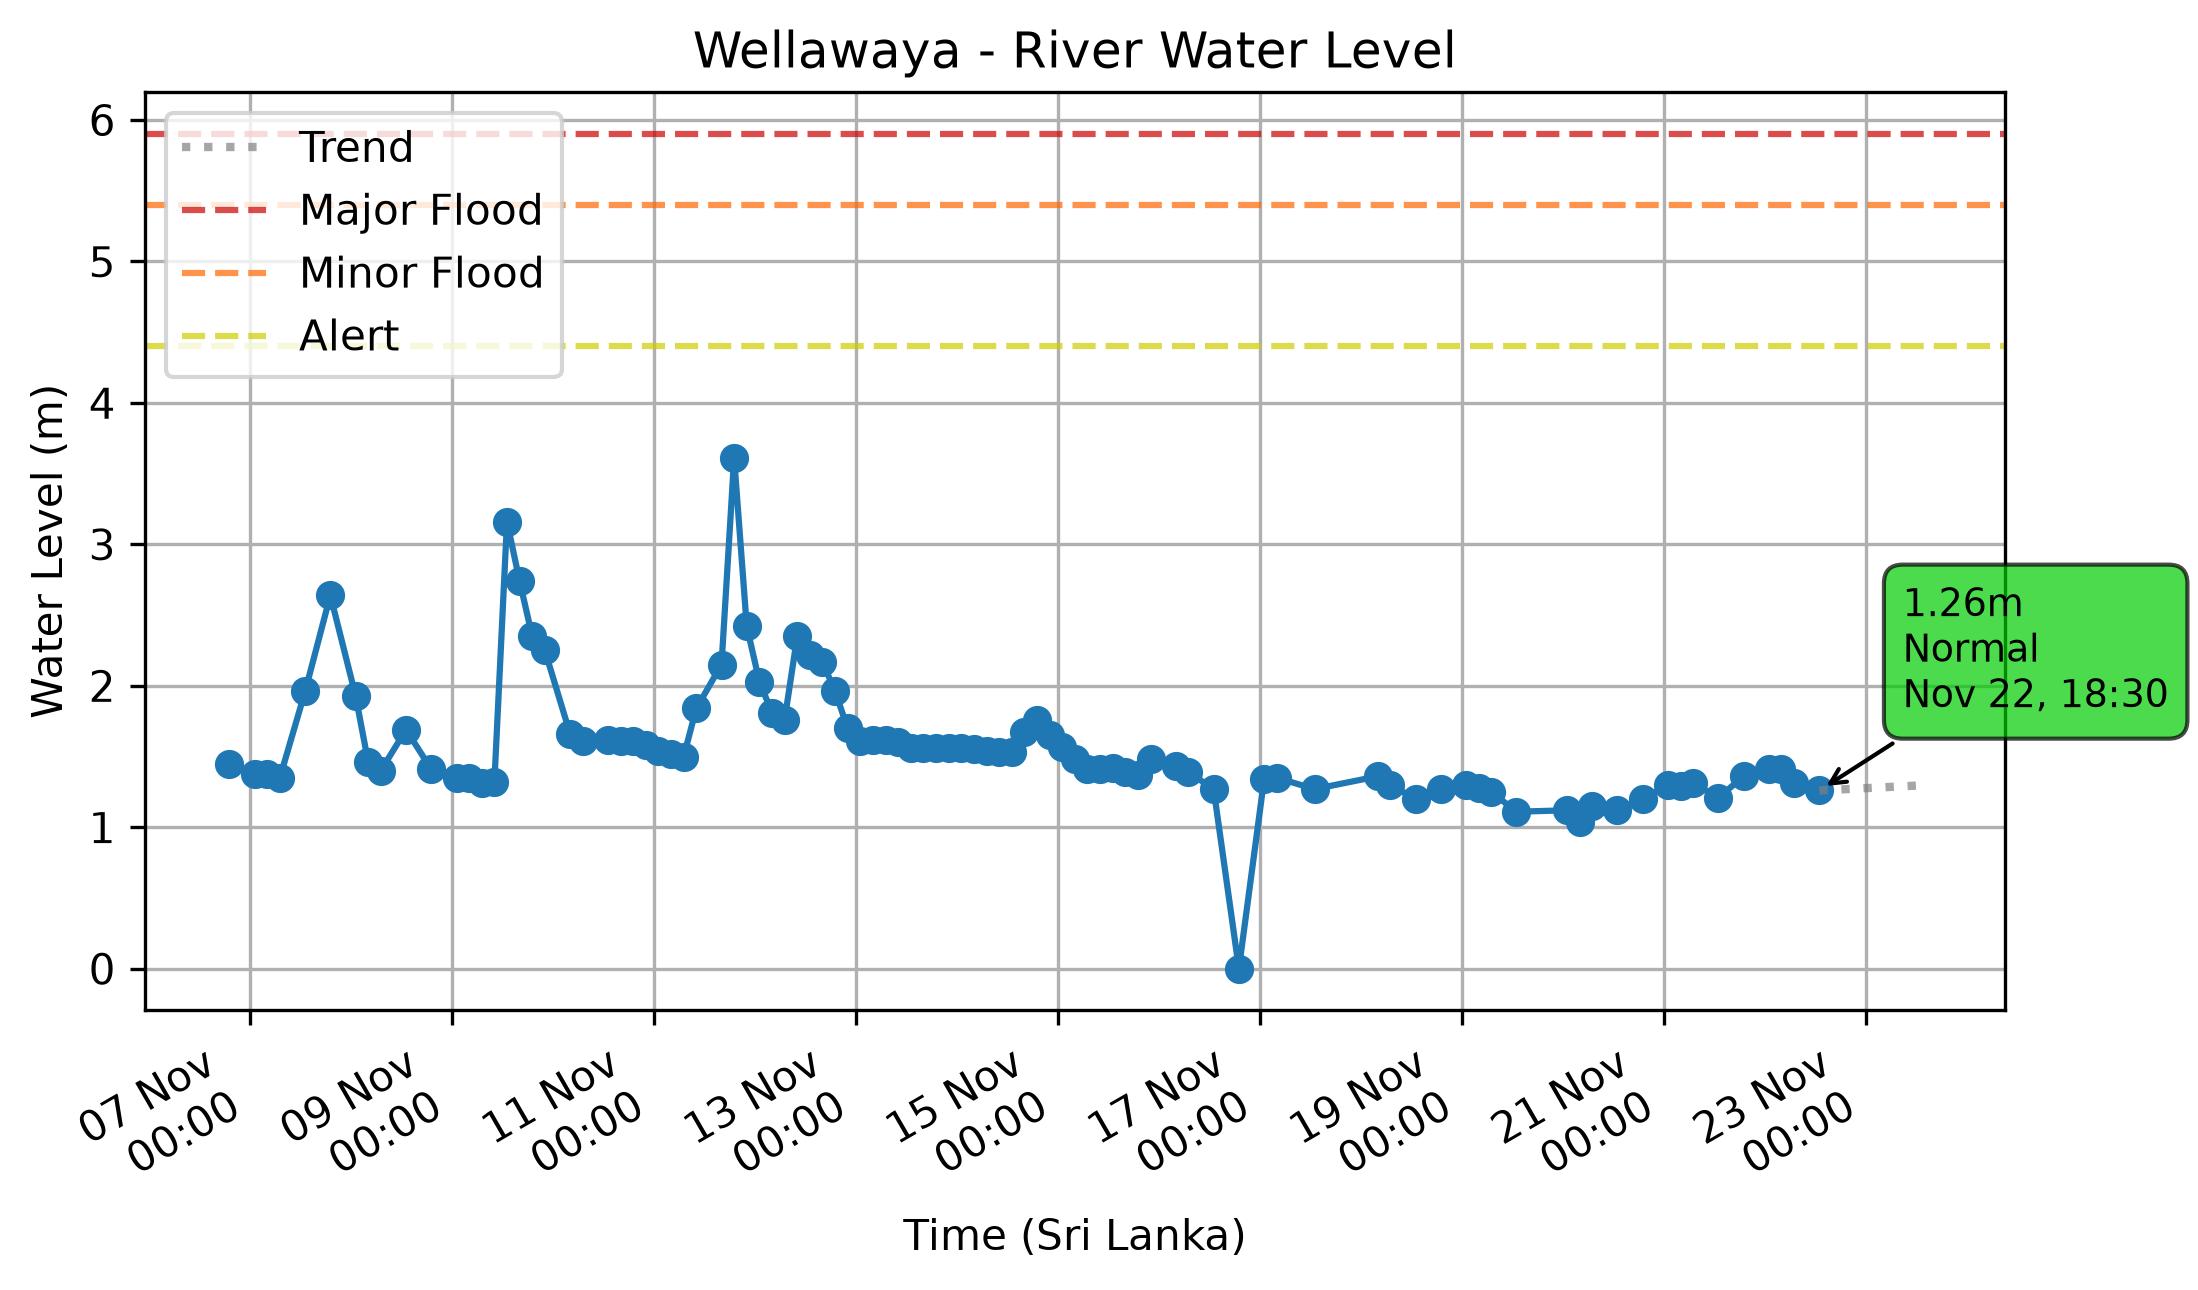 Wellawaya - River Water Level
6
5
4
3
2
1
0
Water Level (m)
Trend
Major Flood
Minor Flood
Alert
1.26m
Normal
Nov 22, 18:30
07 Nov
00:00
09 Nov
00:00
11 Nov
00:00
13 Nov
00:00
15 Nov
00:00
17 Nov
00:00
19 Nov
00:00
21 Nov
00:00
23 Nov
00:00
Time (Sri Lanka)